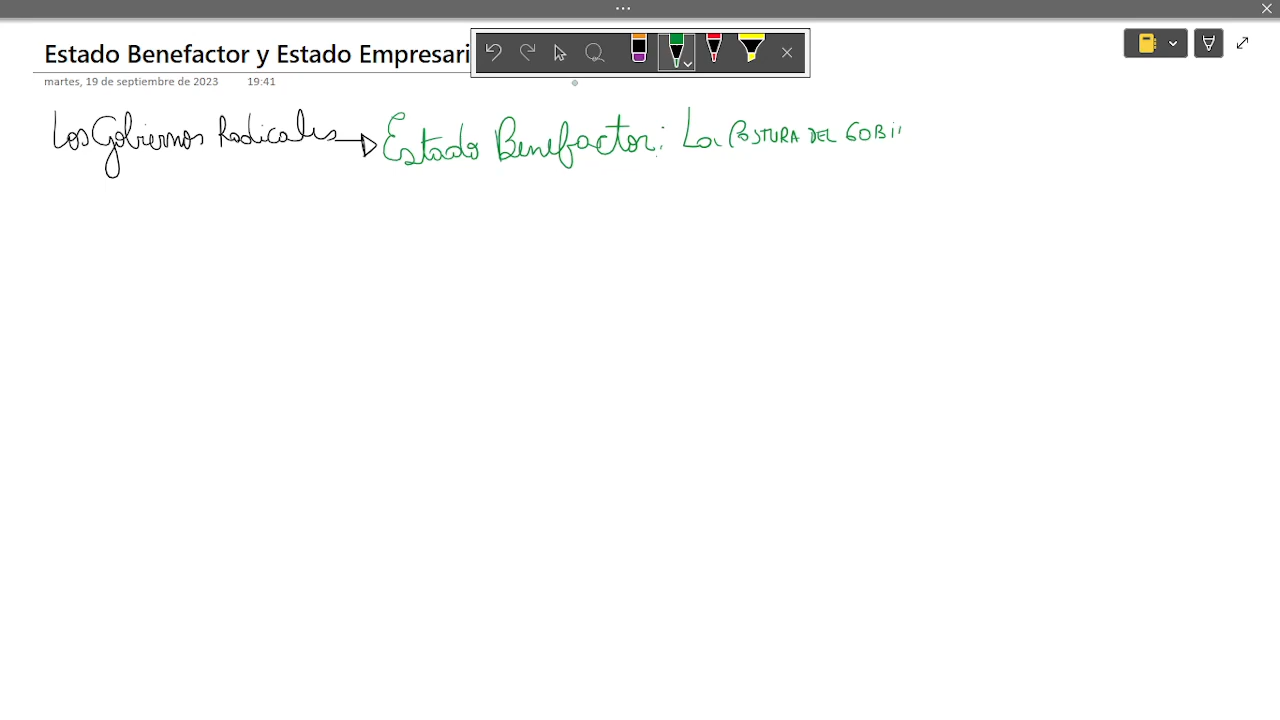 Estado Benefactor y Estado Empresari
martes, 19 de septiembre de 2023 19:41
Los Gobiernos Radicales → Estado Benefactor: La POSTURA DEL GOBI